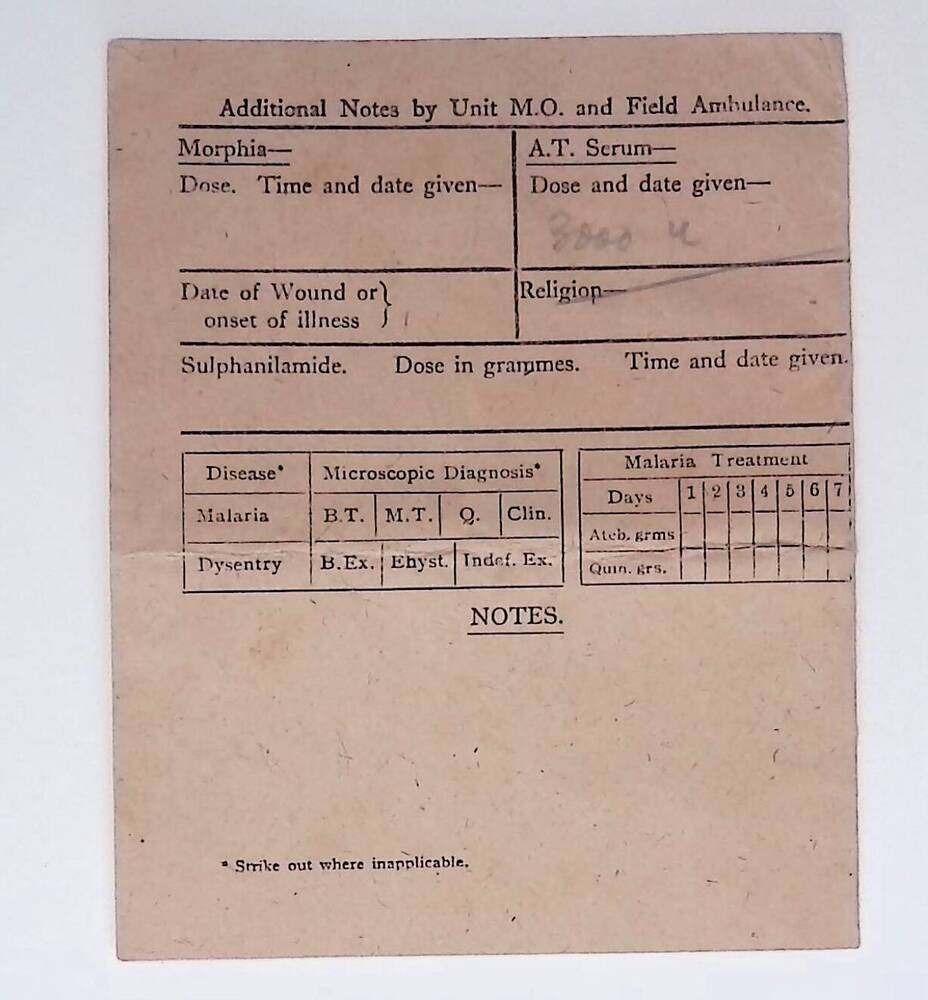 Additional Notes by Unit M.O. and Field Ambulance.
Morphia—
Dose. Time and date given—
A.T. Serum—
Dose and date given—
3000 u
Date of Wound or
onset of illness
Religion—
Sulphanilamide. Dose in grammes. Time and date given.
Disease* Microscopic Diagnosis*
Malaria B.T. M.T. Q. Clin.
Dysentry B.Ex. Ehyst. Indef. Ex.
Malaria Treatment
Days 1 2 3 4 5 6 7
Ateb. grms
Quin. grs.
NOTES.
* Strike out where inapplicable.